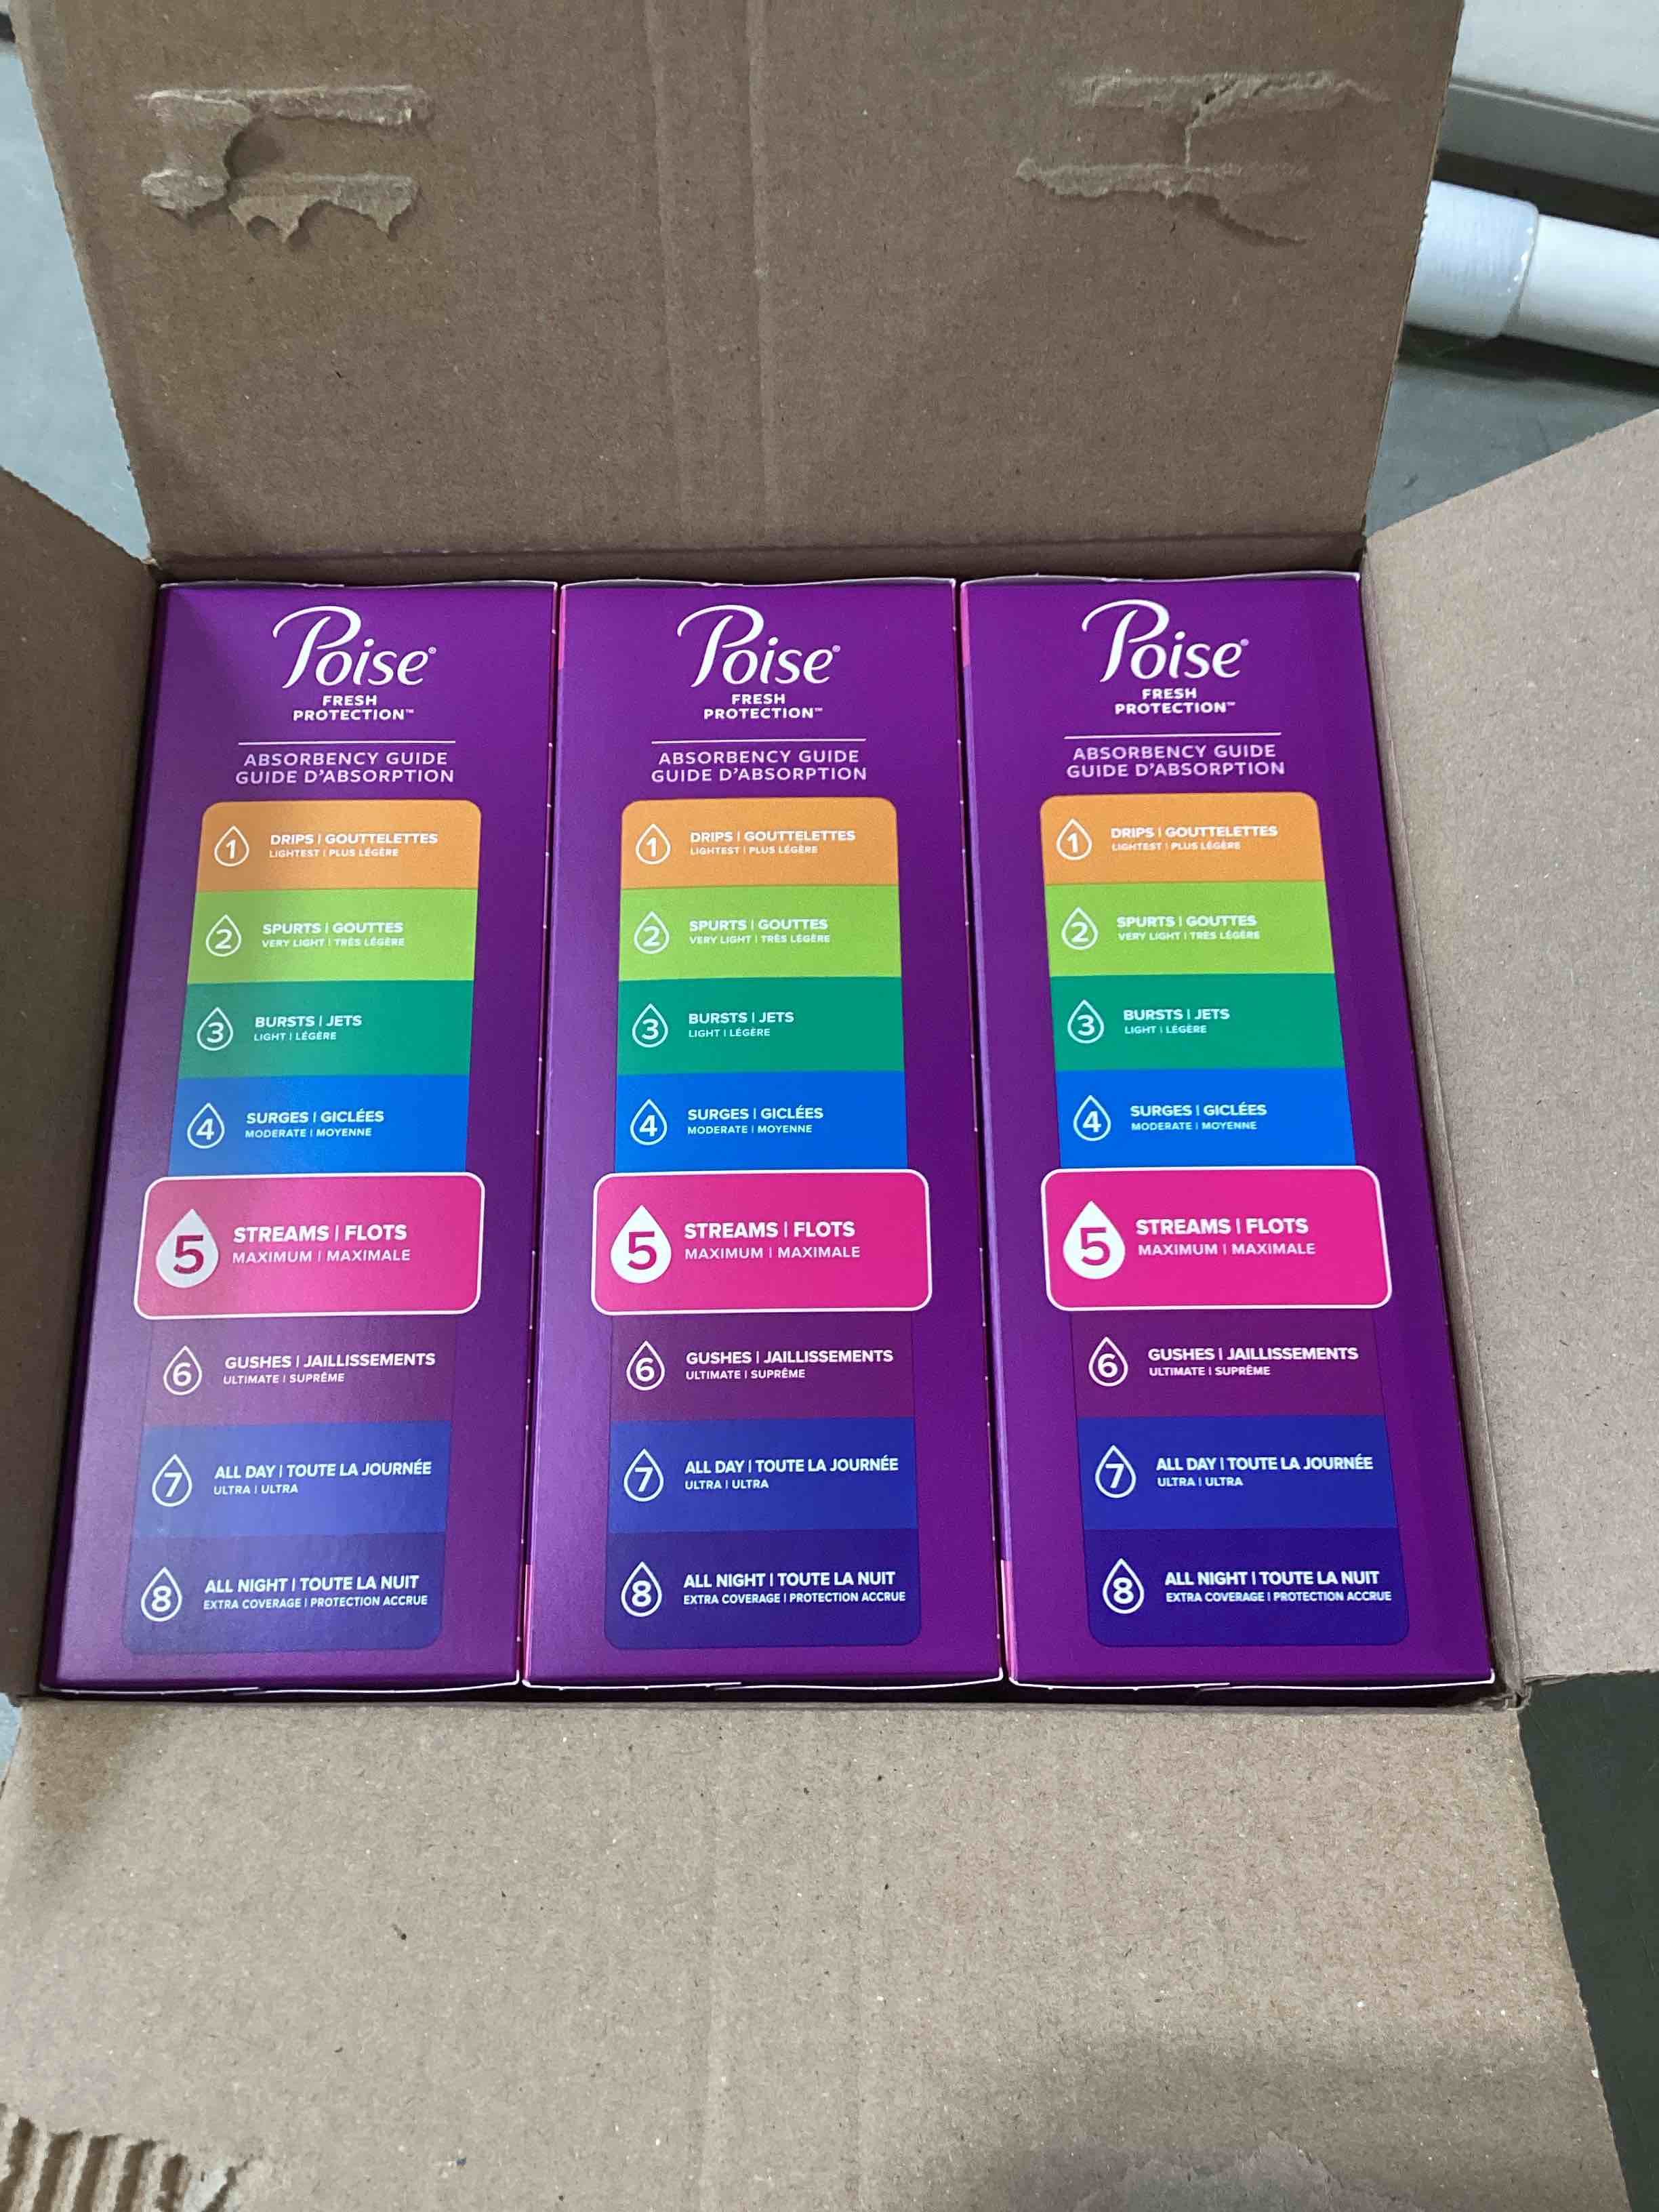 Poise®
FRESH
PROTECTION™
ABSORBENCY GUIDE
GUIDE D'ABSORPTION
1 DRIPS | GOUTTELETTES
LIGHTEST | PLUS LÉGÈRE
2 SPURTS | GOUTTES
VERY LIGHT | TRÈS LÉGÈRE
3 BURSTS | JETS
LIGHT | LÉGÈRE
4 SURGES | GICLÉES
MODERATE | MOYENNE
5 STREAMS | FLOTS
MAXIMUM | MAXIMALE
6 GUSHES | JAILLISSEMENTS
ULTIMATE | SUPRÊME
7 ALL DAY | TOUTE LA JOURNÉE
ULTRA | ULTRA
8 ALL NIGHT | TOUTE LA NUIT
EXTRA COVERAGE | PROTECTION ACCRUE
Poise®
FRESH
PROTECTION™
ABSORBENCY GUIDE
GUIDE D'ABSORPTION
1 DRIPS | GOUTTELETTES
LIGHTEST | PLUS LÉGÈRE
2 SPURTS | GOUTTES
VERY LIGHT | TRÈS LÉGÈRE
3 BURSTS | JETS
LIGHT | LÉGÈRE
4 SURGES | GICLÉES
MODERATE | MOYENNE
5 STREAMS | FLOTS
MAXIMUM | MAXIMALE
6 GUSHES | JAILLISSEMENTS
ULTIMATE | SUPRÊME
7 ALL DAY | TOUTE LA JOURNÉE
ULTRA | ULTRA
8 ALL NIGHT | TOUTE LA NUIT
EXTRA COVERAGE | PROTECTION ACCRUE
Poise®
FRESH
PROTECTION™
ABSORBENCY GUIDE
GUIDE D'ABSORPTION
1 DRIPS | GOUTTELETTES
LIGHTEST | PLUS LÉGÈRE
2 SPURTS | GOUTTES
VERY LIGHT | TRÈS LÉGÈRE
3 BURSTS | JETS
LIGHT | LÉGÈRE
4 SURGES | GICLÉES
MODERATE | MOYENNE
5 STREAMS | FLOTS
MAXIMUM | MAXIMALE
6 GUSHES | JAILLISSEMENTS
ULTIMATE | SUPRÊME
7 ALL DAY | TOUTE LA JOURNÉE
ULTRA | ULTRA
8 ALL NIGHT | TOUTE LA NUIT
EXTRA COVERAGE | PROTECTION ACCRUE